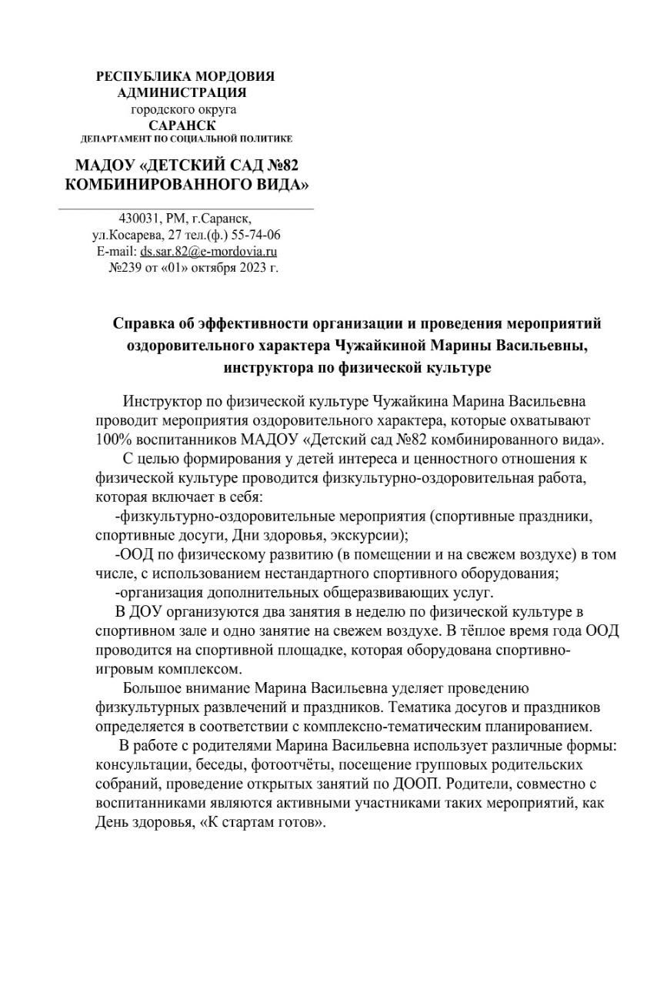 РЕСПУБЛИКА МОРДОВИЯ
АДМИНИСТРАЦИЯ
городского округа
САРАНСК
ДЕПАРТАМЕНТ ПО СОЦИАЛЬНОЙ ПОЛИТИКЕ
МАДОУ «ДЕТСКИЙ САД №82
КОМБИНИРОВАННОГО ВИДА»
430031, РМ, г.Саранск,
ул.Косарева, 27 тел.(ф.) 55-74-06
E-mail: ds.sar.82@e-mordovia.ru
№239 от «01» октября 2023 г.
Справка об эффективности организации и проведения мероприятий
оздоровительного характера Чужайкиной Марины Васильевны,
инструктора по физической культуре
Инструктор по физической культуре Чужайкина Марина Васильевна
проводит мероприятия оздоровительного характера, которые охватывают
100% воспитанников МАДОУ «Детский сад №82 комбинированного вида».
С целью формирования у детей интереса и ценностного отношения к
физической культуре проводится физкультурно-оздоровительная работа,
которая включает в себя:
-физкультурно-оздоровительные мероприятия (спортивные праздники,
спортивные досуги, Дни здоровья, экскурсии);
-ООД по физическому развитию (в помещении и на свежем воздухе) в том
числе, с использованием нестандартного спортивного оборудования;
-организация дополнительных общеразвивающих услуг.
В ДОУ организуются два занятия в неделю по физической культуре в
спортивном зале и одно занятие на свежем воздухе. В тёплое время года ООД
проводится на спортивной площадке, которая оборудована спортивно-
игровым комплексом.
Большое внимание Марина Васильевна уделяет проведению
физкультурных развлечений и праздников. Тематика досугов и праздников
определяется в соответствии с комплексно-тематическим планированием.
В работе с родителями Марина Васильевна использует различные формы:
консультации, беседы, фотоотчёты, посещение групповых родительских
собраний, проведение открытых занятий по ДООП. Родители, совместно с
воспитанниками являются активными участниками таких мероприятий, как
День здоровья, «К стартам готов».